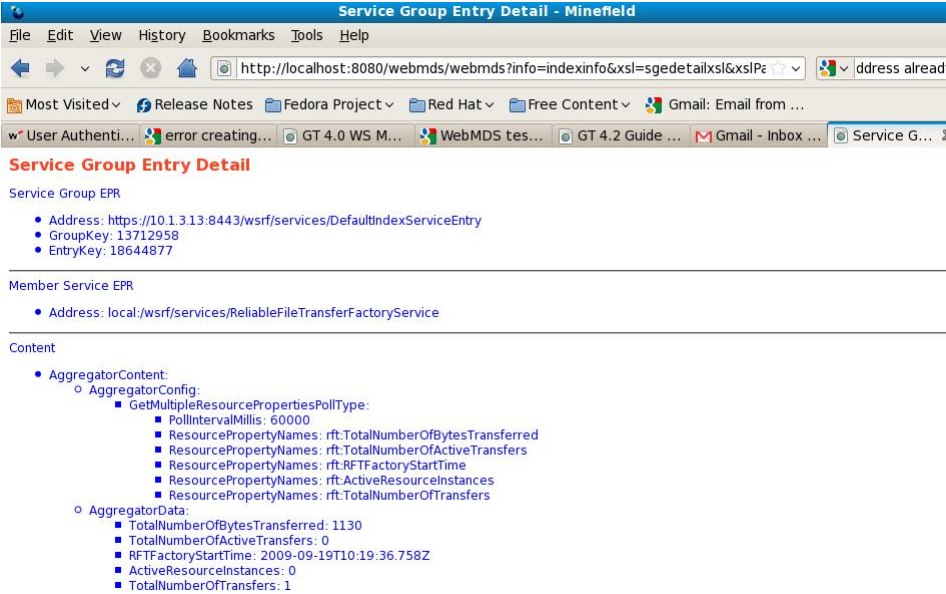 Service Group Entry Detail - Minefield
File Edit View History Bookmarks Tools Help
http://localhost:8080/webmds/webmds?info=indexinfo&xsl=sgedetailxsl&xslPa ddress alread
Most Visited Release Notes Fedora Project Red Hat Free Content Gmail: Email from ...
User Authenti... error creating... GT 4.0 WS M... WebMDS tes... GT 4.2 Guide ... Gmail - Inbox ... Service G...
Service Group Entry Detail
Service Group EPR
Address: https://10.1.3.13:8443/wsrf/services/DefaultIndexServiceEntry
GroupKey: 13712958
EntryKey: 18644877
Member Service EPR
Address: local:/wsrf/services/ReliableFileTransferFactoryService
Content
AggregatorContent:
AggregatorConfig:
GetMultipleResourcePropertiesPollType:
PollIntervalMillis: 60000
ResourcePropertyNames: rft:TotalNumberOfBytesTransferred
ResourcePropertyNames: rft:TotalNumberOfActiveTransfers
ResourcePropertyNames: rft:RFTFactoryStartTime
ResourcePropertyNames: rft:ActiveResourceInstances
ResourcePropertyNames: rft:TotalNumberOfTransfers
AggregatorData:
TotalNumberOfBytesTransferred: 1130
TotalNumberOfActiveTransfers: 0
RFTFactoryStartTime: 2009-09-19T10:19:36.758Z
ActiveResourceInstances: 0
TotalNumberOfTransfers: 1